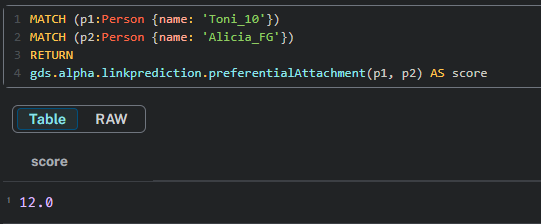 1 MATCH (p1:Person {name: 'Toni_10'})
2 MATCH (p2:Person {name: 'Alicia_FG'})
3 RETURN
4 gds.alpha.linkprediction.preferentialAttachment(p1, p2) AS score
Table RAW
score
1 12.0